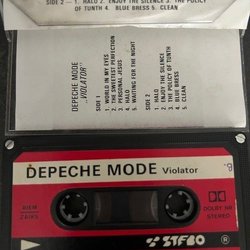 SIDE 2 – 1. HALO 2. ENJOY THE SILENCE 3. THE POLICY
OF TUNTH 4. BLUE BRESS 5. CLEAN
DEPECHE MODE
"VIOLATOR"
SIDE 1
1. WORLD IN MY EYES
2. THE SWEETEST PERFECTION
3. PERSONAL JESUS
4. HALO
5. WAITING FOR THE NIGHT
SIDE 2
1. HALO
2. ENJOY THE SILENCE
3. THE POLICY OF TUNTH
4. BLUE BRESS
5. CLEAN
DEPECHE MODE Violator
DOLBY NR
STEREO